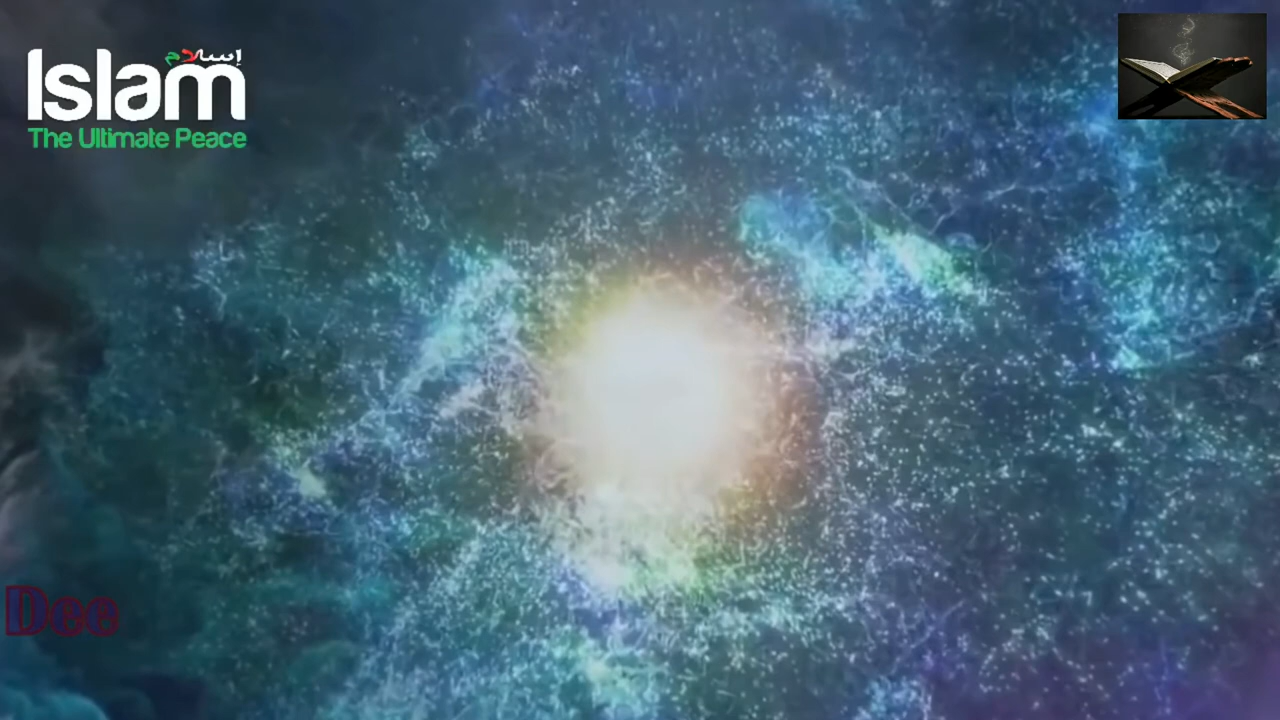 إسلام
Islam
The Ultimate Peace
Dee